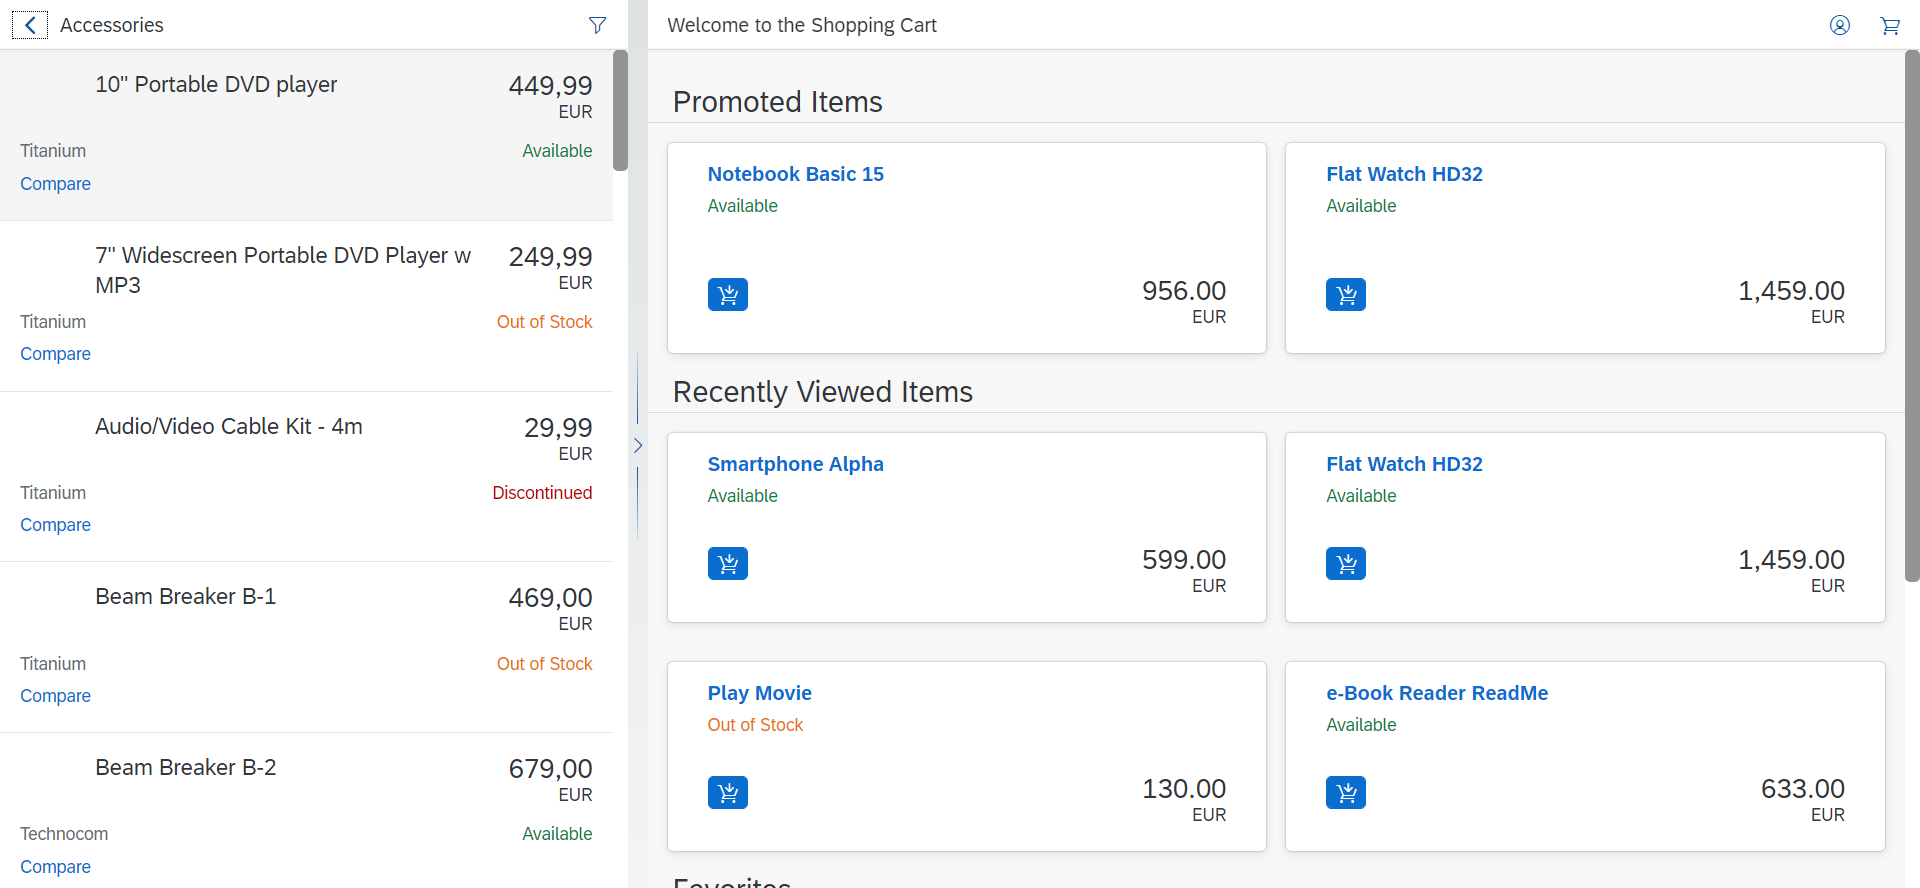 Accessories
10" Portable DVD player
449,99
EUR
Titanium
Available
Compare
7" Widescreen Portable DVD Player w
MP3
249,99
EUR
Titanium
Out of Stock
Compare
Audio/Video Cable Kit - 4m
29,99
EUR
Titanium
Discontinued
Compare
Beam Breaker B-1
469,00
EUR
Titanium
Out of Stock
Compare
Beam Breaker B-2
679,00
EUR
Technocom
Available
Compare
Welcome to the Shopping Cart
Promoted Items
Notebook Basic 15
Available
956.00
EUR
Flat Watch HD32
Available
1,459.00
EUR
Recently Viewed Items
Smartphone Alpha
Available
599.00
EUR
Flat Watch HD32
Available
1,459.00
EUR
Play Movie
Out of Stock
130.00
EUR
e-Book Reader ReadMe
Available
633.00
EUR
Favorites